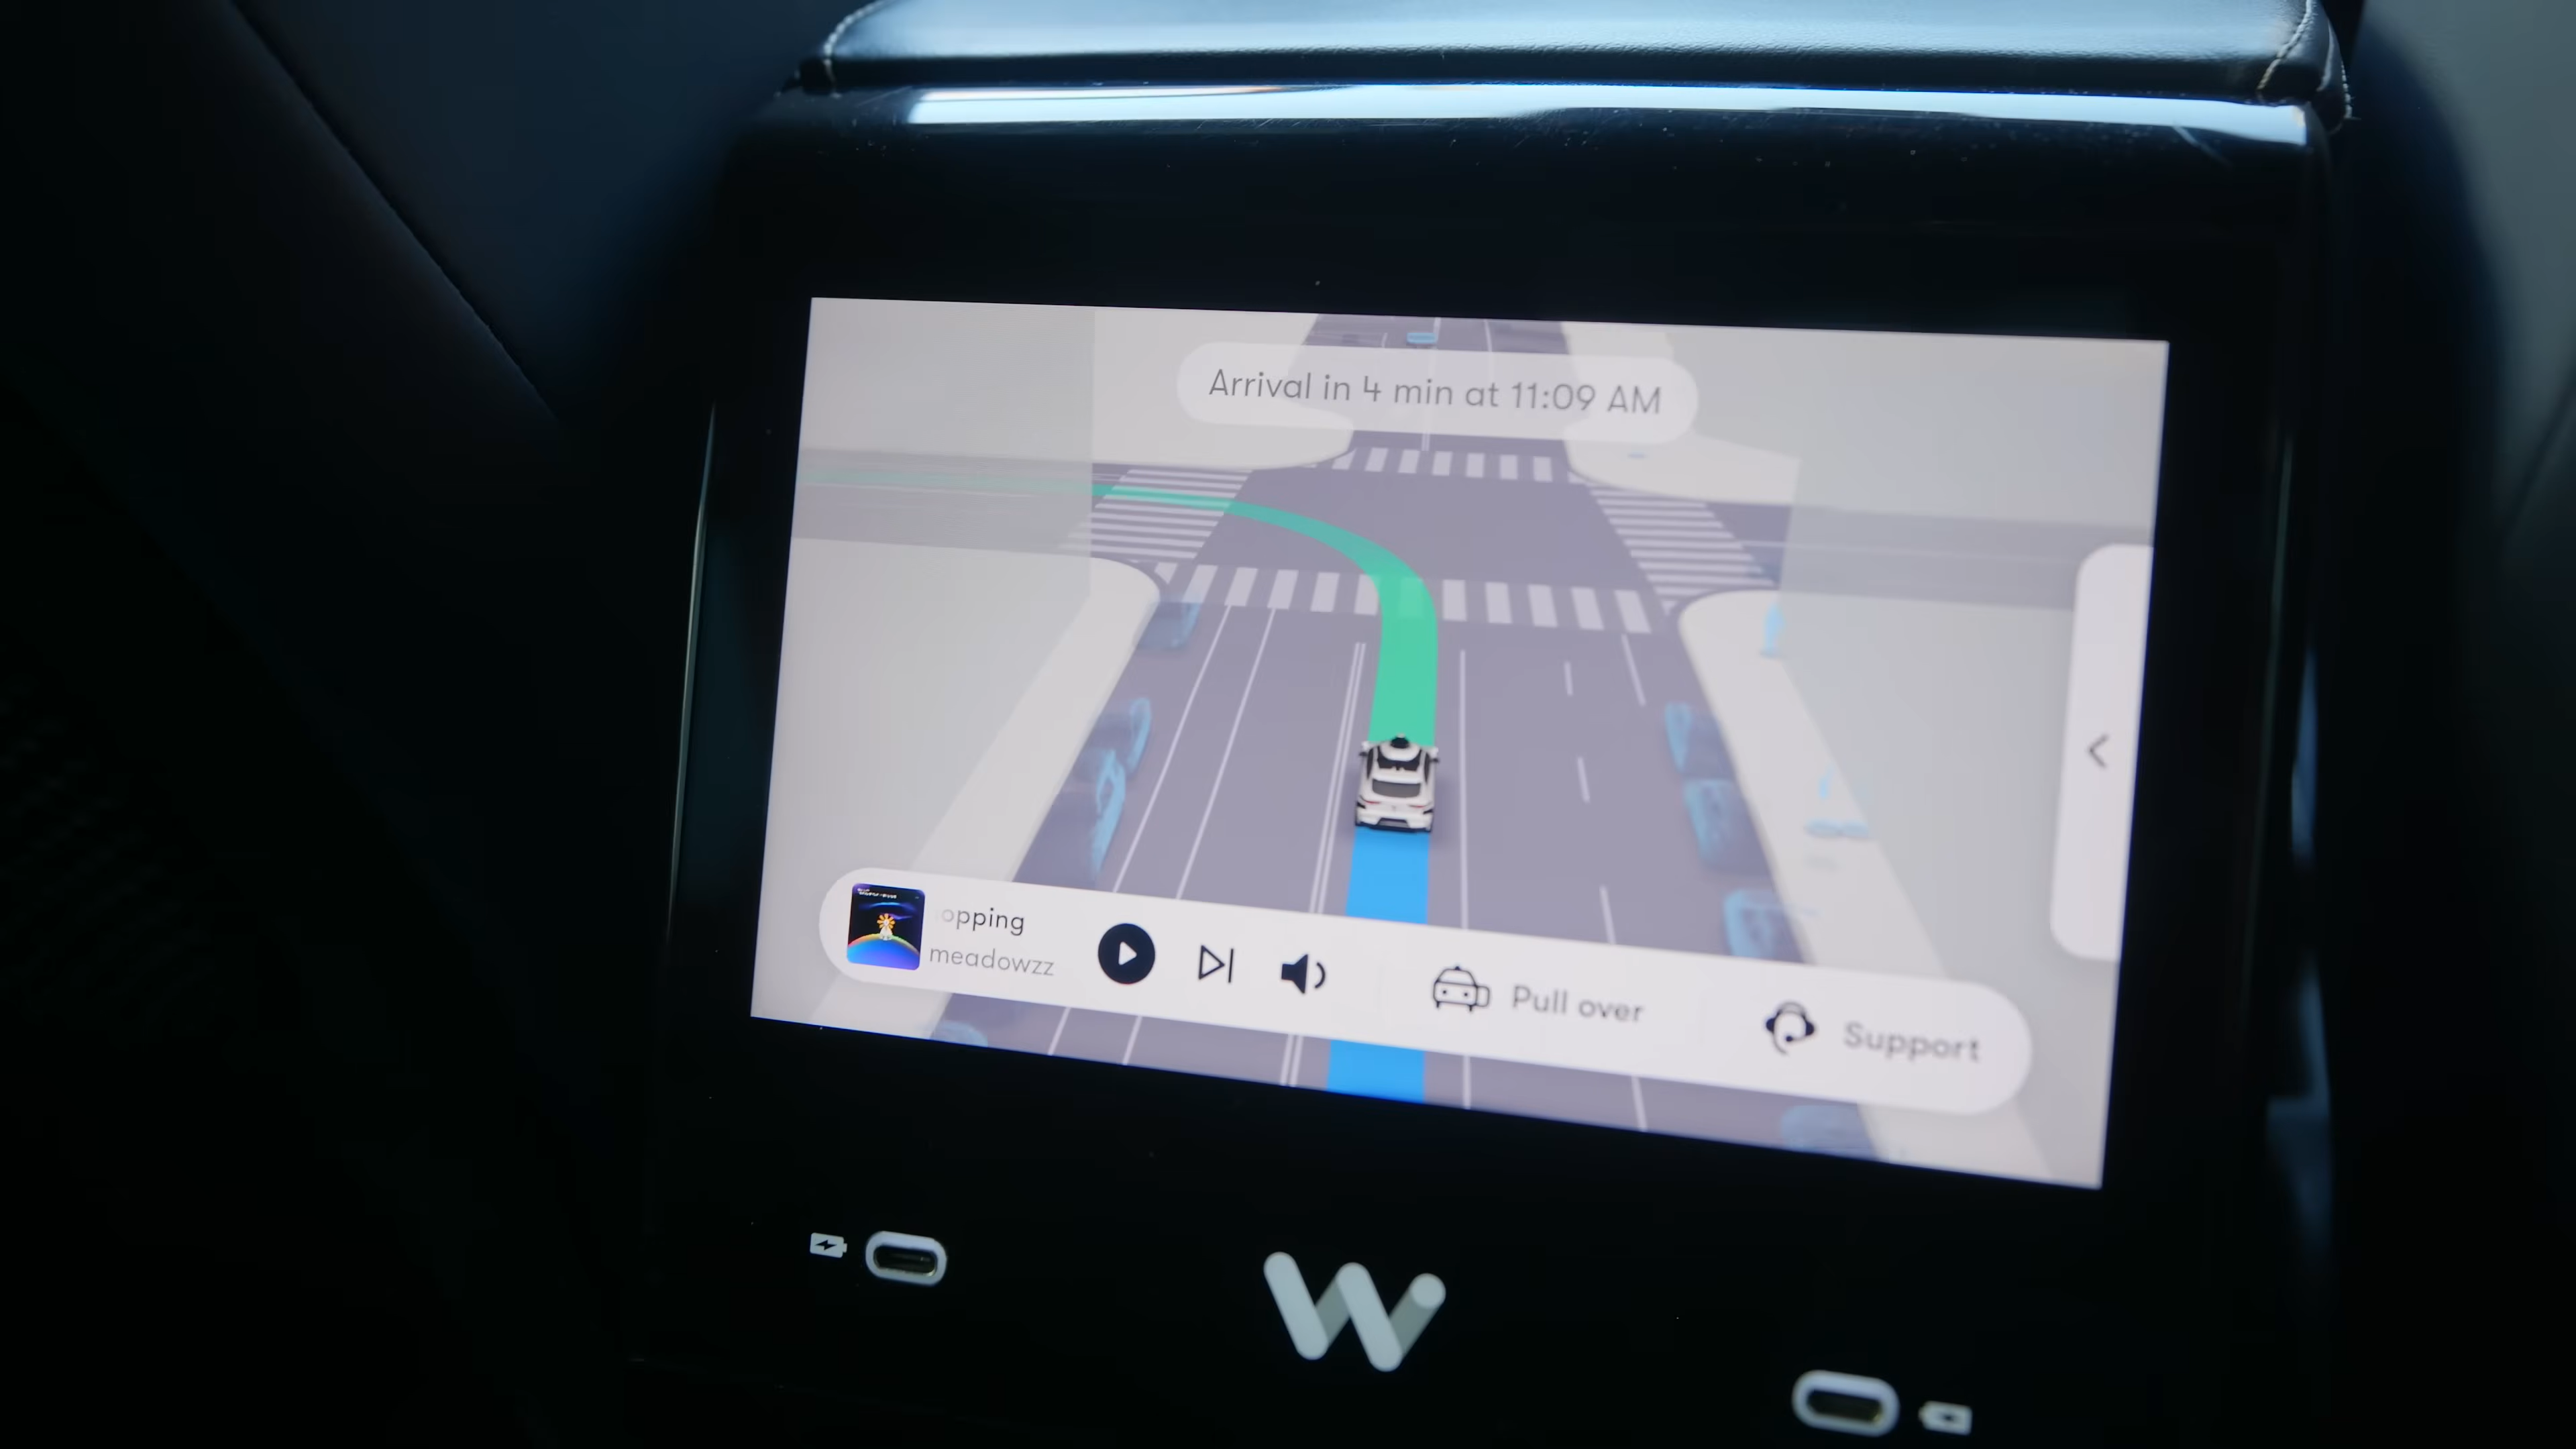 Arrival in 4 min at 11:09 AM
opping
meadowzz
Pull over
Support